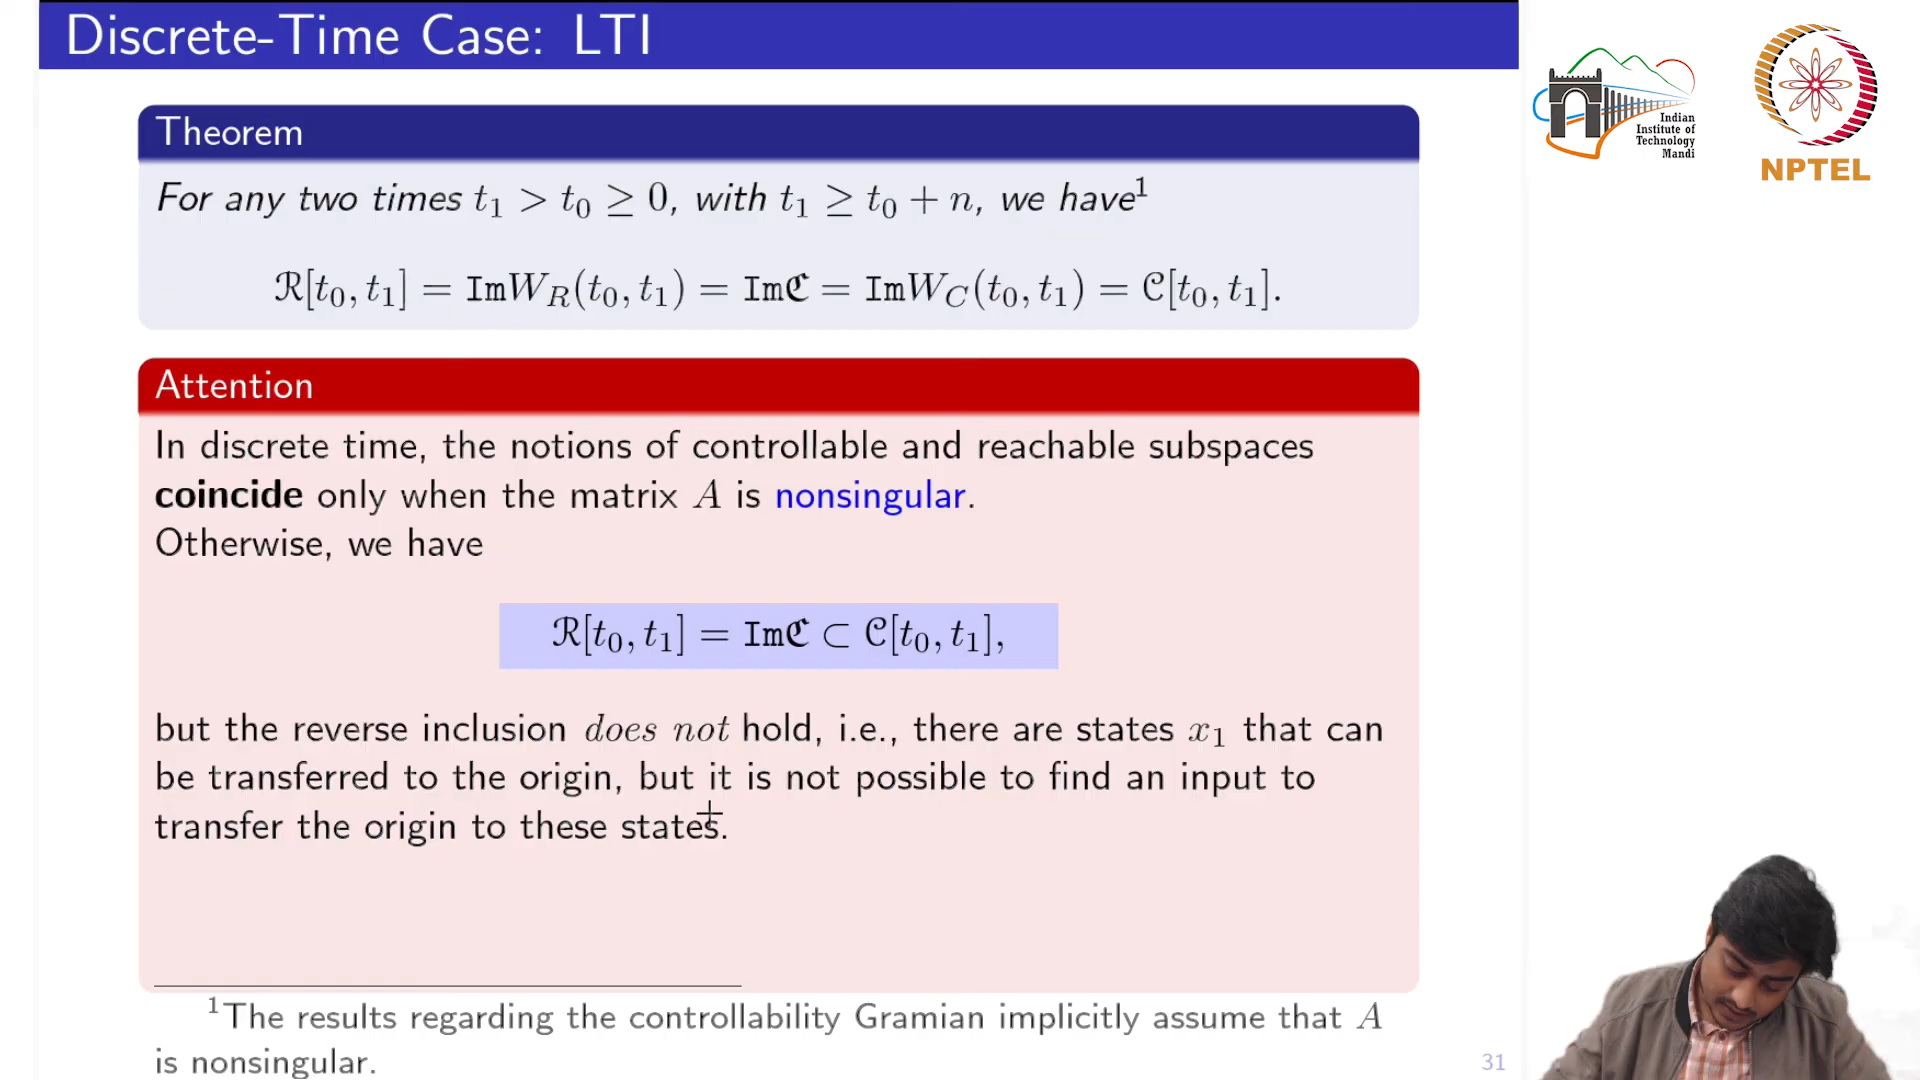 Discrete-Time Case: LTI
Indian
Institute of
Technology
Mandi
NPTEL
Theorem
For any two times t₁ > t₀ ≥ 0, with t₁ ≥ t₀ + n, we have¹
ℛ[t₀, t₁] = ImW_R(t₀, t₁) = Imℭ = ImW_C(t₀, t₁) = 𝒞[t₀, t₁].
Attention
In discrete time, the notions of controllable and reachable subspaces
coincide only when the matrix A is nonsingular.
Otherwise, we have
ℛ[t₀, t₁] = Imℭ ⊂ 𝒞[t₀, t₁],
but the reverse inclusion does not hold, i.e., there are states x₁ that can
be transferred to the origin, but it is not possible to find an input to
transfer the origin to these states.
¹The results regarding the controllability Gramian implicitly assume that A
is nonsingular.
31